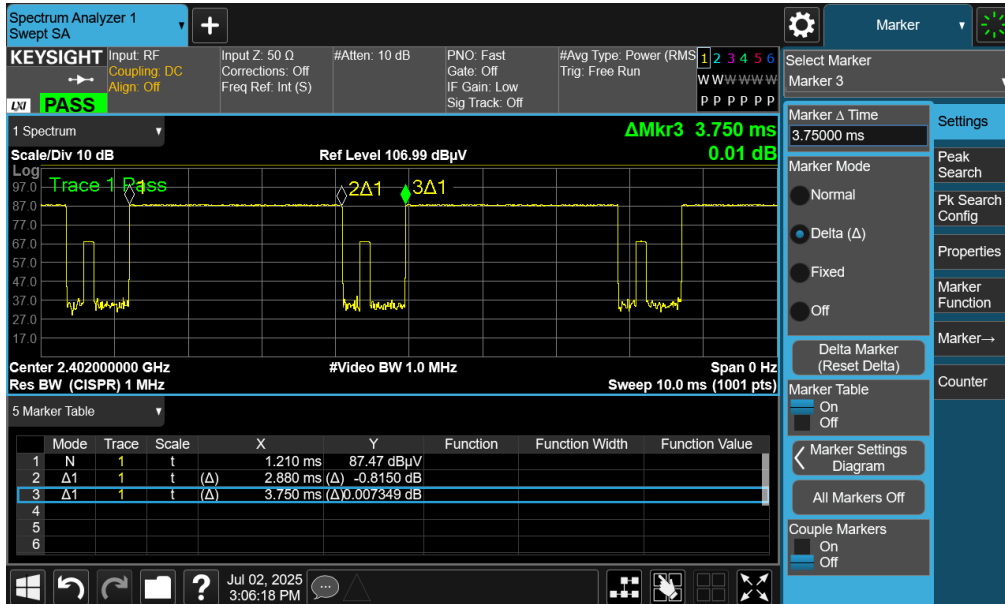 Spectrum Analyzer 1
Swept SA
+
Marker
KEYSIGHT
LXI PASS
Input: RF
Coupling: DC
Align: Off
Input Z: 50 Ω
Corrections: Off
Freq Ref: Int (S)
#Atten: 10 dB
PNO: Fast
Gate: Off
IF Gain: Low
Sig Track: Off
#Avg Type: Power (RMS
Trig: Free Run
1 2 3 4 5 6
W W W W W W
P P P P P P
Select Marker
Marker 3
1 Spectrum
ΔMkr3 3.750 ms
0.01 dB
Scale/Div 10 dB
Ref Level 106.99 dBµV
Log
Trace 1 Pass
1
2Δ1
3Δ1
97.0
87.0
77.0
67.0
57.0
47.0
37.0
27.0
17.0
Center 2.402000000 GHz
#Video BW 1.0 MHz
Span 0 Hz
Res BW (CISPR) 1 MHz
Sweep 10.0 ms (1001 pts)
5 Marker Table
Mode Trace Scale X Y Function Function Width Function Value
1 N 1 t 1.210 ms 87.47 dBµV
2 Δ1 1 t (Δ) 2.880 ms (Δ) -0.8150 dB
3 Δ1 1 t (Δ) 3.750 ms (Δ)0.007349 dB
4
5
6
Marker Δ Time
3.75000 ms
Marker Mode
Normal
Delta (Δ)
Fixed
Off
Delta Marker
(Reset Delta)
Marker Table
On
Off
Marker Settings
Diagram
All Markers Off
Couple Markers
On
Off
Settings
Peak
Search
Pk Search
Config
Properties
Marker
Function
Marker→
Counter
?
Jul 02, 2025
3:06:18 PM